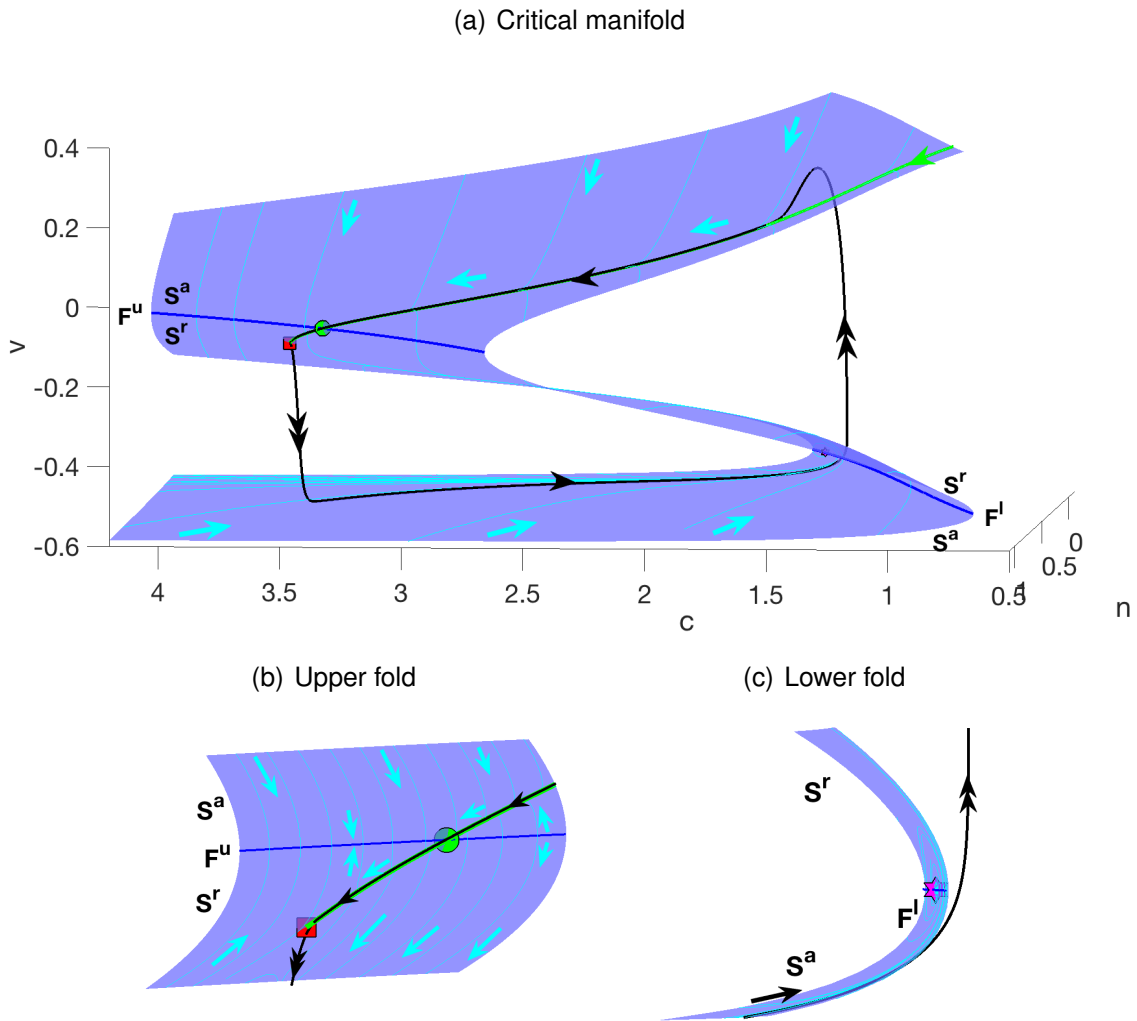 (a) Critical manifold
0.4
0.2
0
-0.2
-0.4
-0.6
v
F^u
S^a
S^r
S^r
F^l
S^a
4
3.5
3
2.5
2
1.5
1
0.5
c
1
0.5
0
n
(b) Upper fold
(c) Lower fold
S^a
F^u
S^r
S^r
F^l
S^a